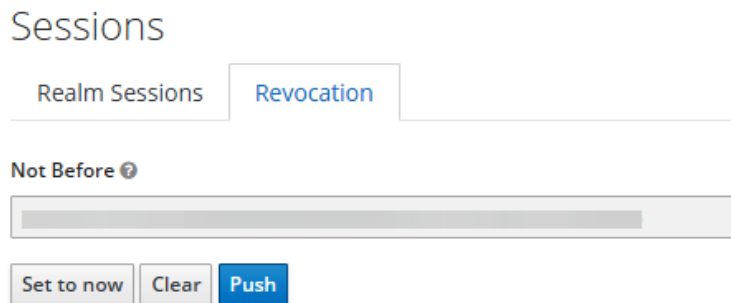 Sessions
Realm Sessions Revocation
Not Before
Set to now Clear Push